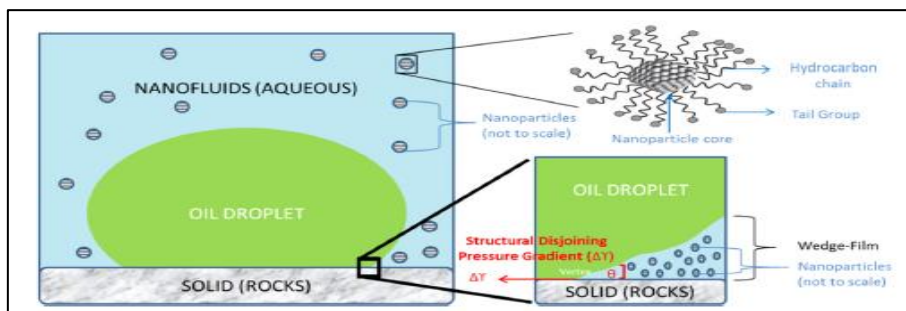 NANOFLUIDS (AQUEOUS)
Nanoparticles
(not to scale)
OIL DROPLET
SOLID (ROCKS)
Hydrocarbon
chain
Tail Group
Nanoparticle core
OIL DROPLET
Structural Disjoining
Pressure Gradient (Δϒ)
Δϒ
Vertex
θ
SOLID (ROCKS)
Wedge-Film
Nanoparticles
(not to scale)